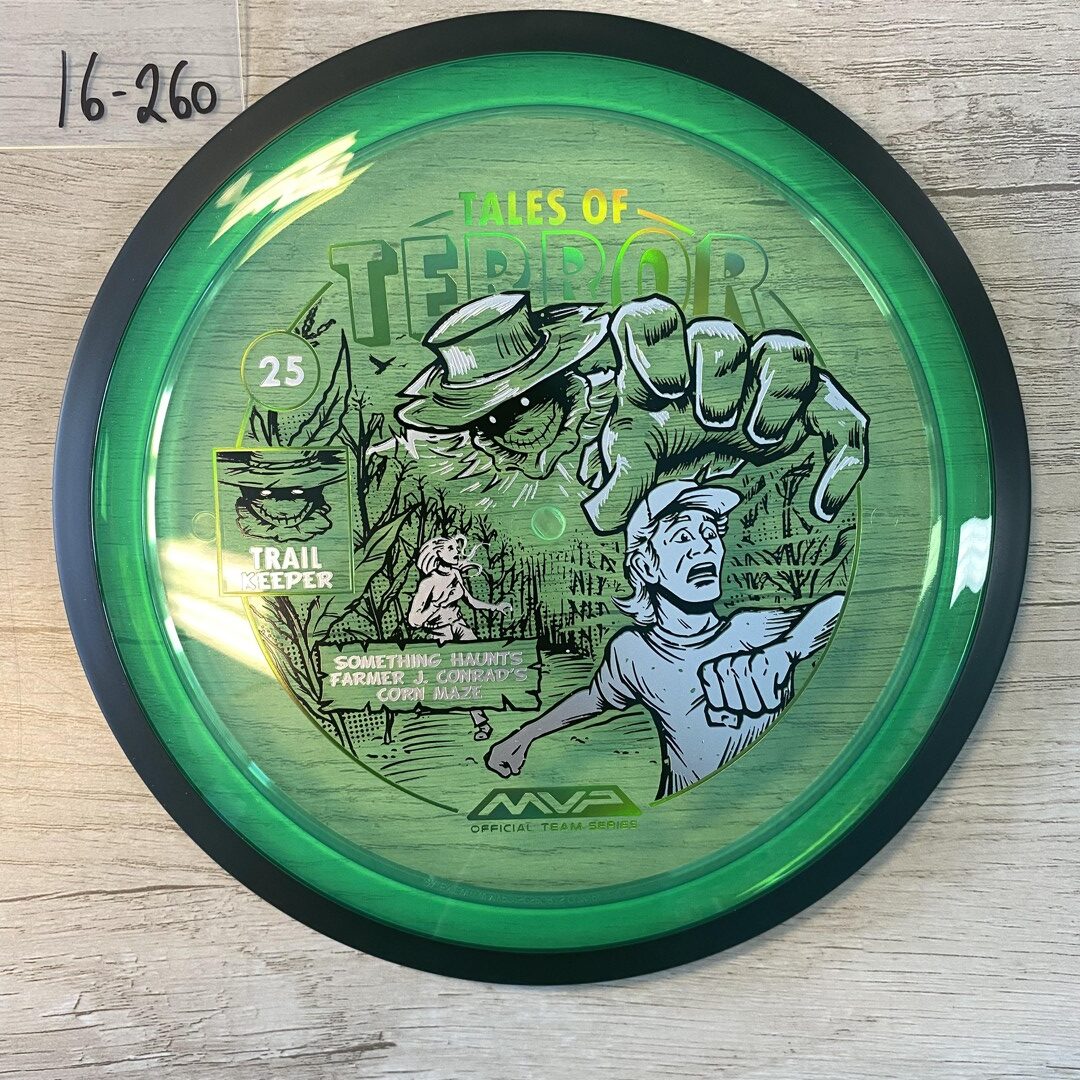 16-260
TALES OF
TERROR
25
TRAIL
KEEPER
SOMETHING HAUNTS
FARMER J. CONRAD'S
CORN MAZE
MVP
OFFICIAL TEAM SERIES